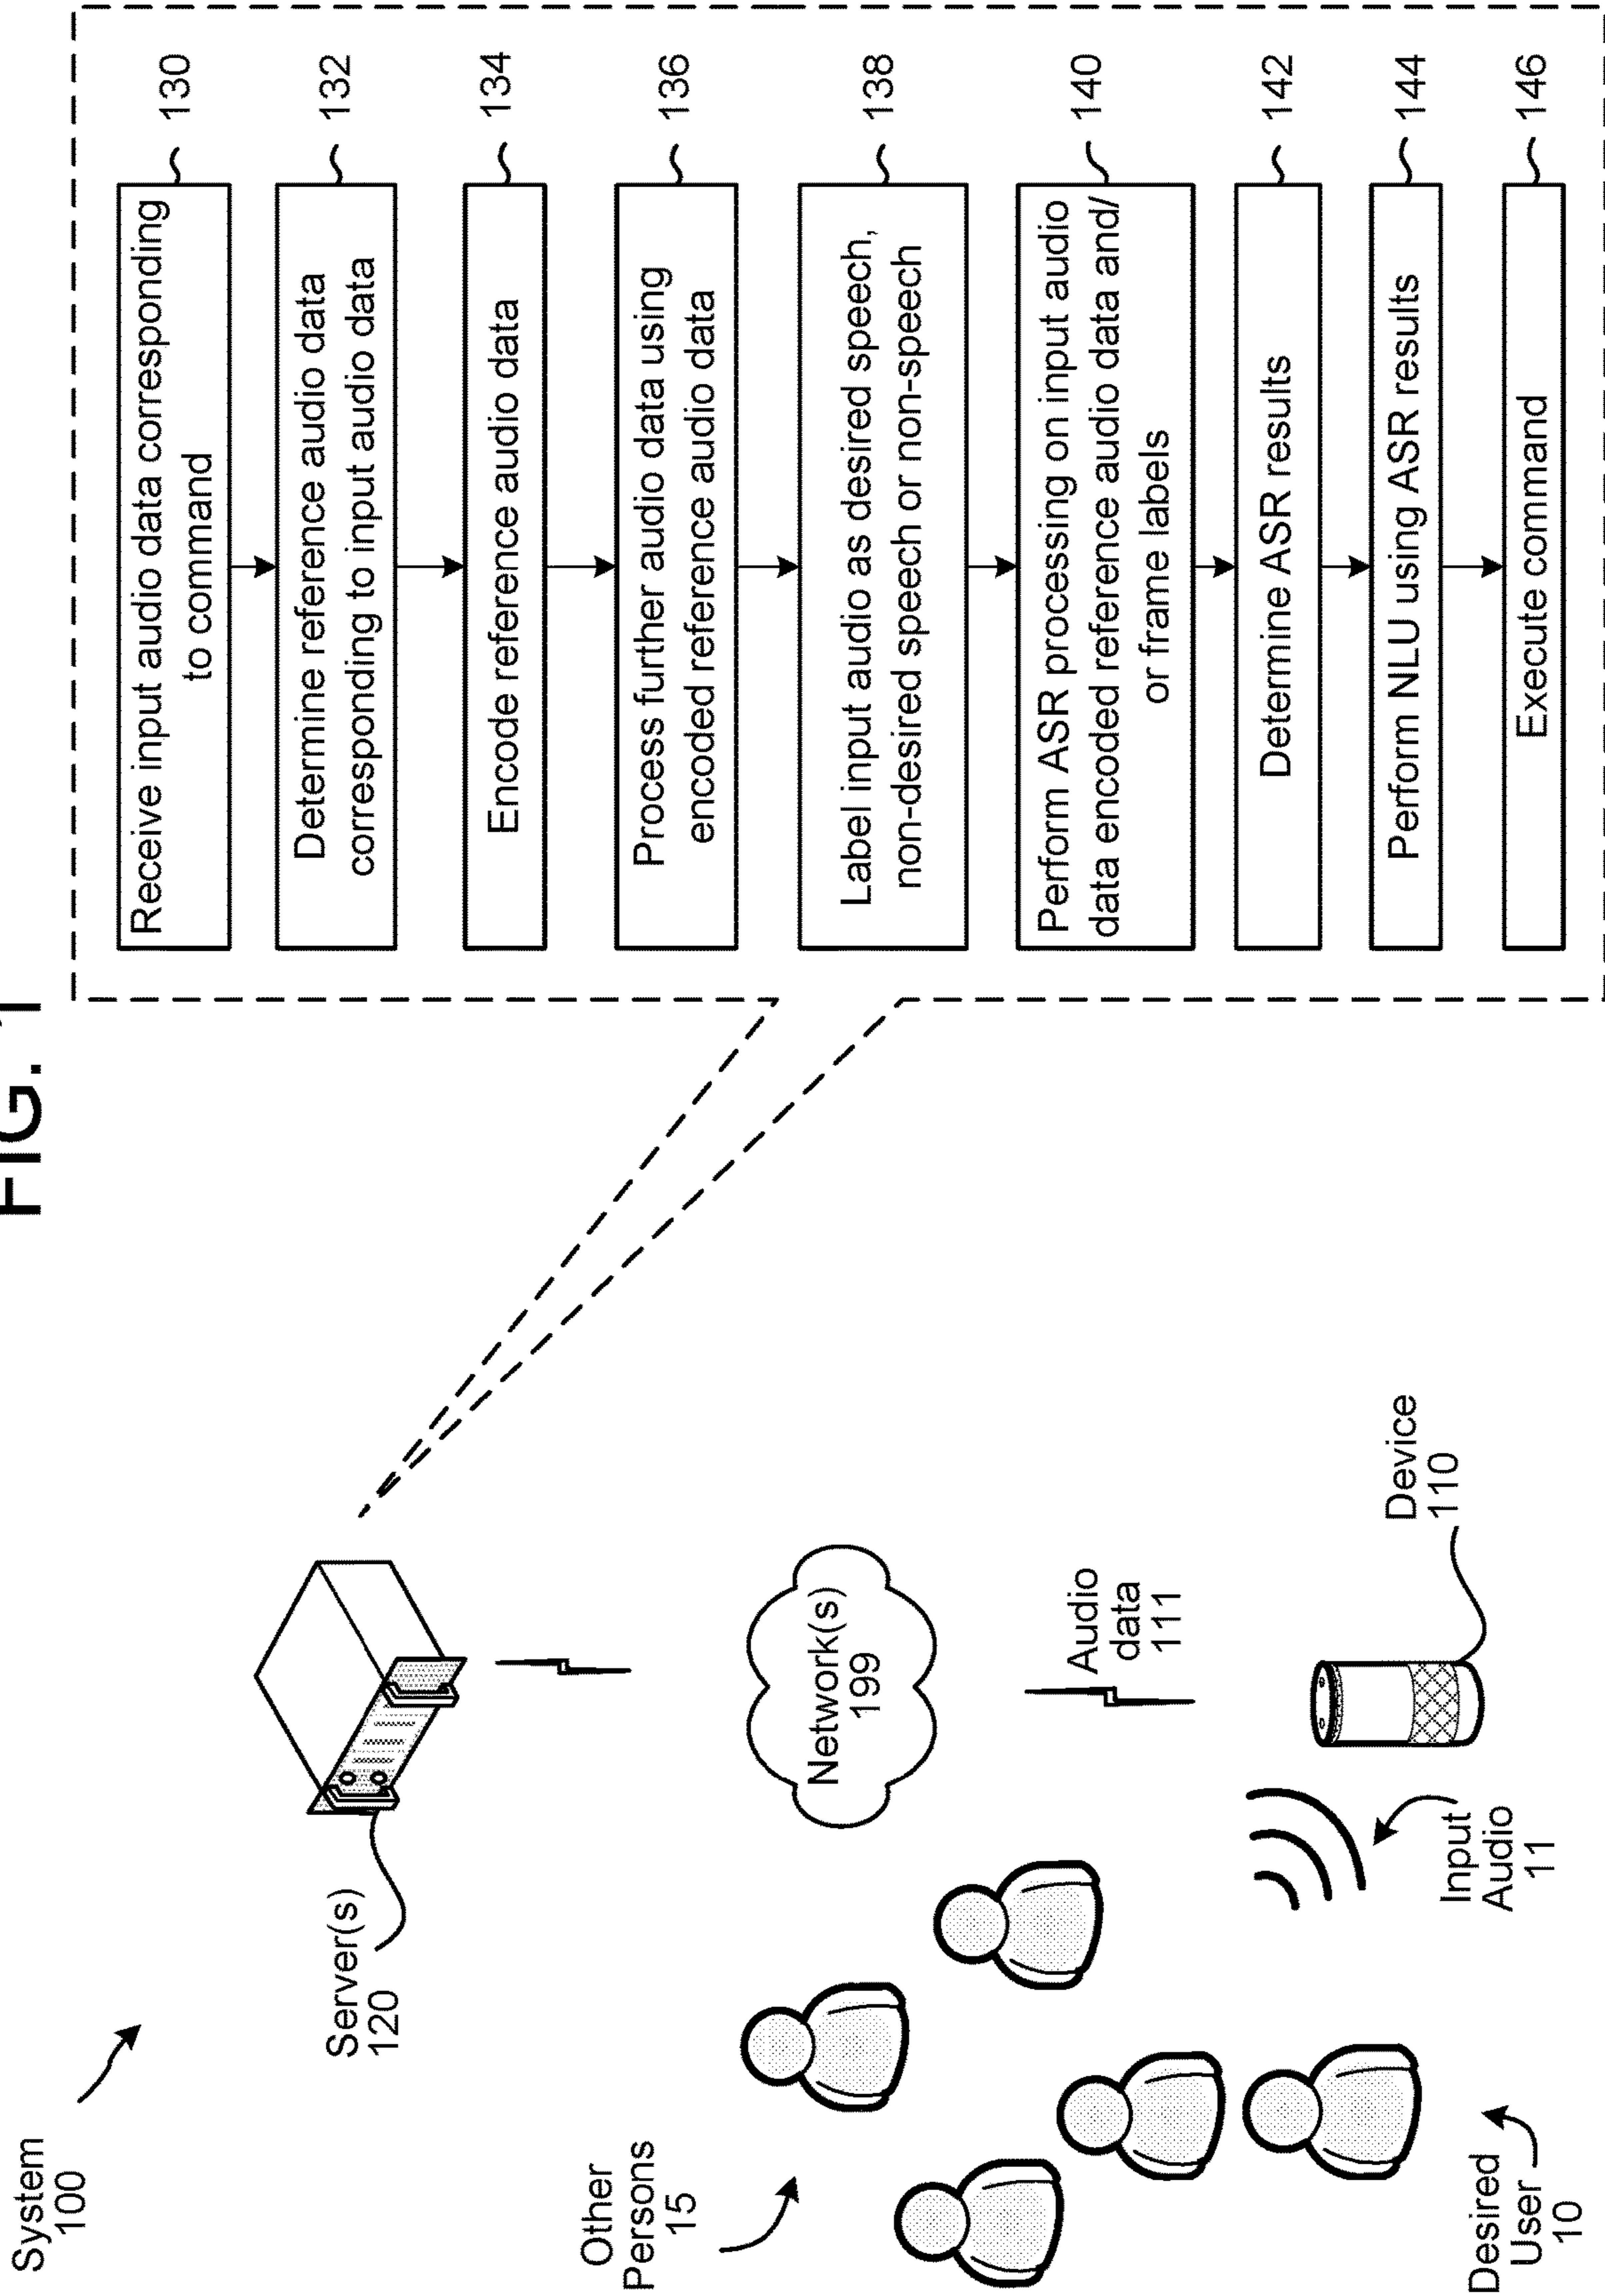 FIG. 1
System
100
Server(s)
120
Other
Persons
15
Network(s)
199
Audio
data
111
Desired
User
10
Input
Audio
11
Device
110
Receive input audio data corresponding
to command
130
Determine reference audio data
corresponding to input audio data
132
Encode reference audio data
134
Process further audio data using
encoded reference audio data
136
Label input audio as desired speech,
non-desired speech or non-speech
138
Perform ASR processing on input audio
data encoded reference audio data and/
or frame labels
140
Determine ASR results
142
Perform NLU using ASR results
144
Execute command
146